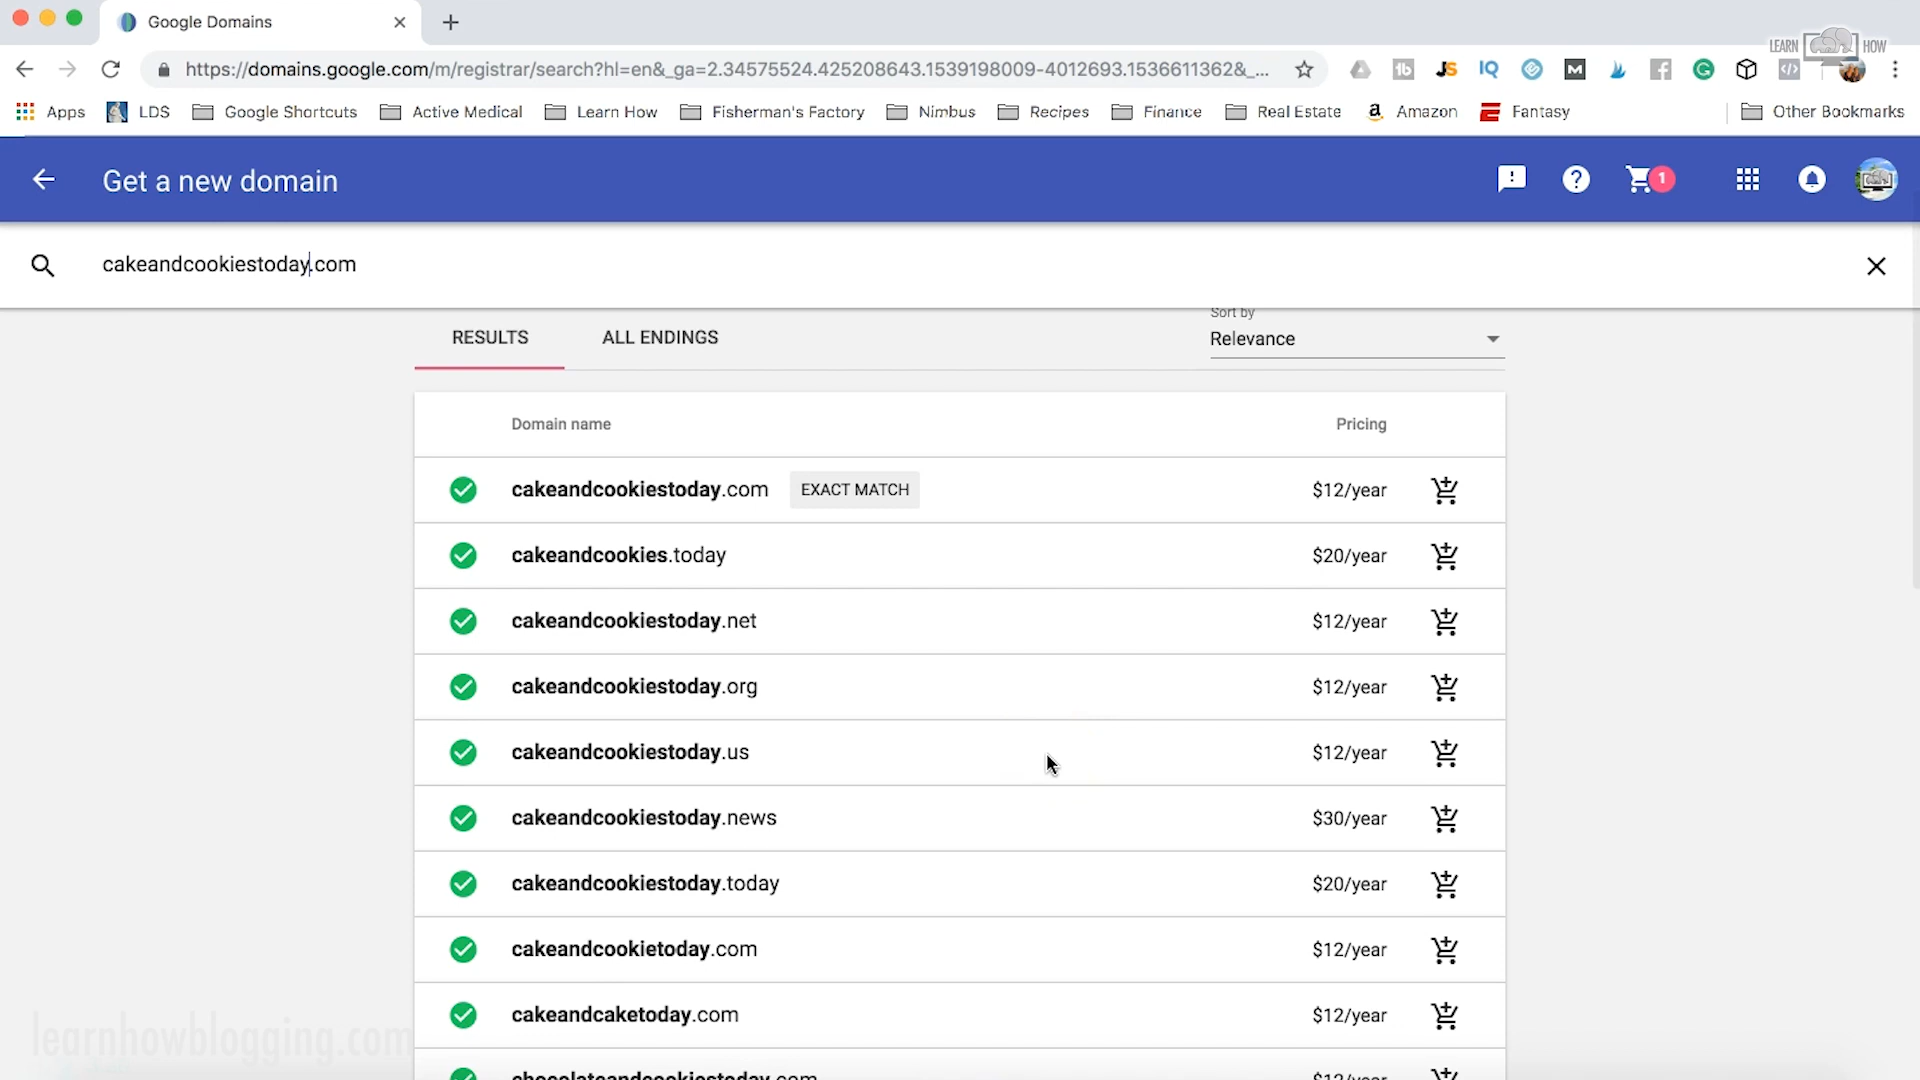 Google Domains
LEARN HOW
https://domains.google.com/m/registrar/search?hl=en&_ga=2.34575524.425208643.1539198009-4012693.1536611362&_...
Apps LDS Google Shortcuts Active Medical Learn How Fisherman's Factory Nimbus Recipes Finance Real Estate Amazon Fantasy Other Bookmarks
Get a new domain
1
cakeandcookiestoday.com
RESULTS ALL ENDINGS
Sort by
Relevance
Domain name Pricing
cakeandcookiestoday.com EXACT MATCH $12/year
cakeandcookies.today $20/year
cakeandcookiestoday.net $12/year
cakeandcookiestoday.org $12/year
cakeandcookiestoday.us $12/year
cakeandcookiestoday.news $30/year
cakeandcookiestoday.today $20/year
cakeandcookietoday.com $12/year
cakeandcaketoday.com $12/year
chocolateandcookiestoday.com $12/year
learnhowblogging.com